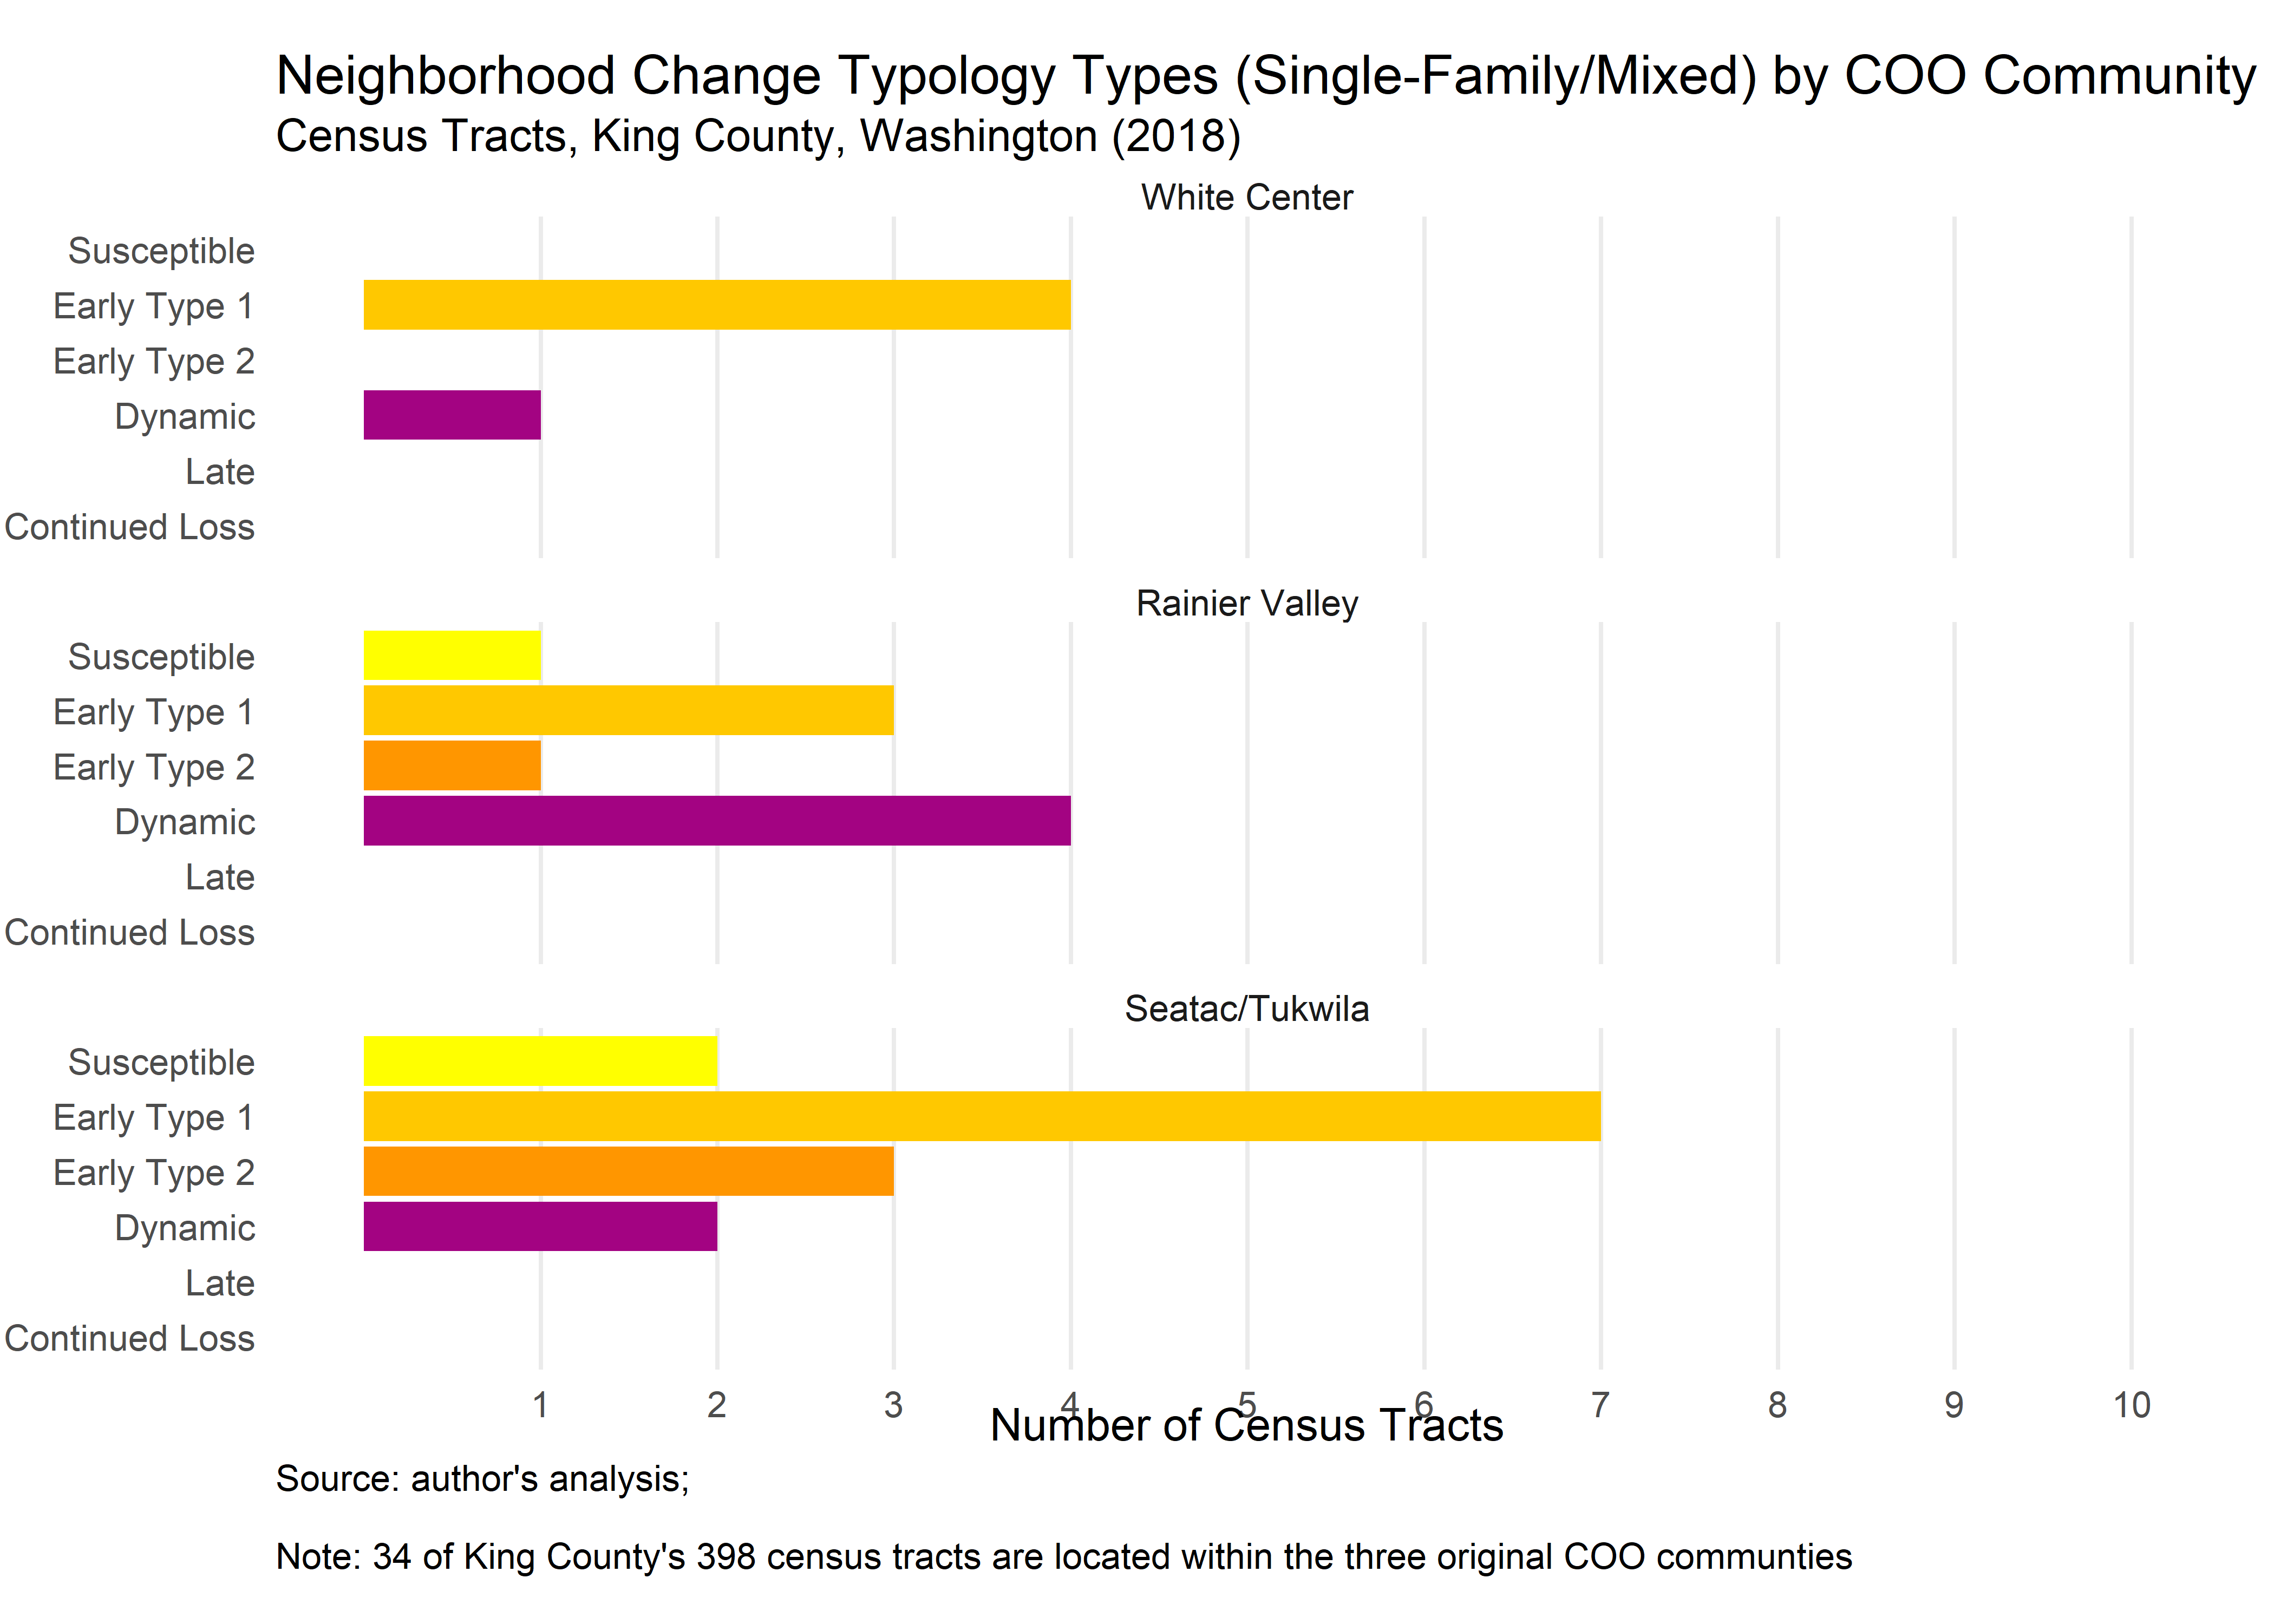 Neighborhood Change Typology Types (Single-Family/Mixed) by COO Community
Census Tracts, King County, Washington (2018)
White Center
Susceptible
Early Type 1
Early Type 2
Dynamic
Late
Continued Loss
Rainier Valley
Susceptible
Early Type 1
Early Type 2
Dynamic
Late
Continued Loss
Seatac/Tukwila
Susceptible
Early Type 1
Early Type 2
Dynamic
Late
Continued Loss
1 2 3 4 5 6 7 8 9 10
Number of Census Tracts
Source: author's analysis;
Note: 34 of King County's 398 census tracts are located within the three original COO communties